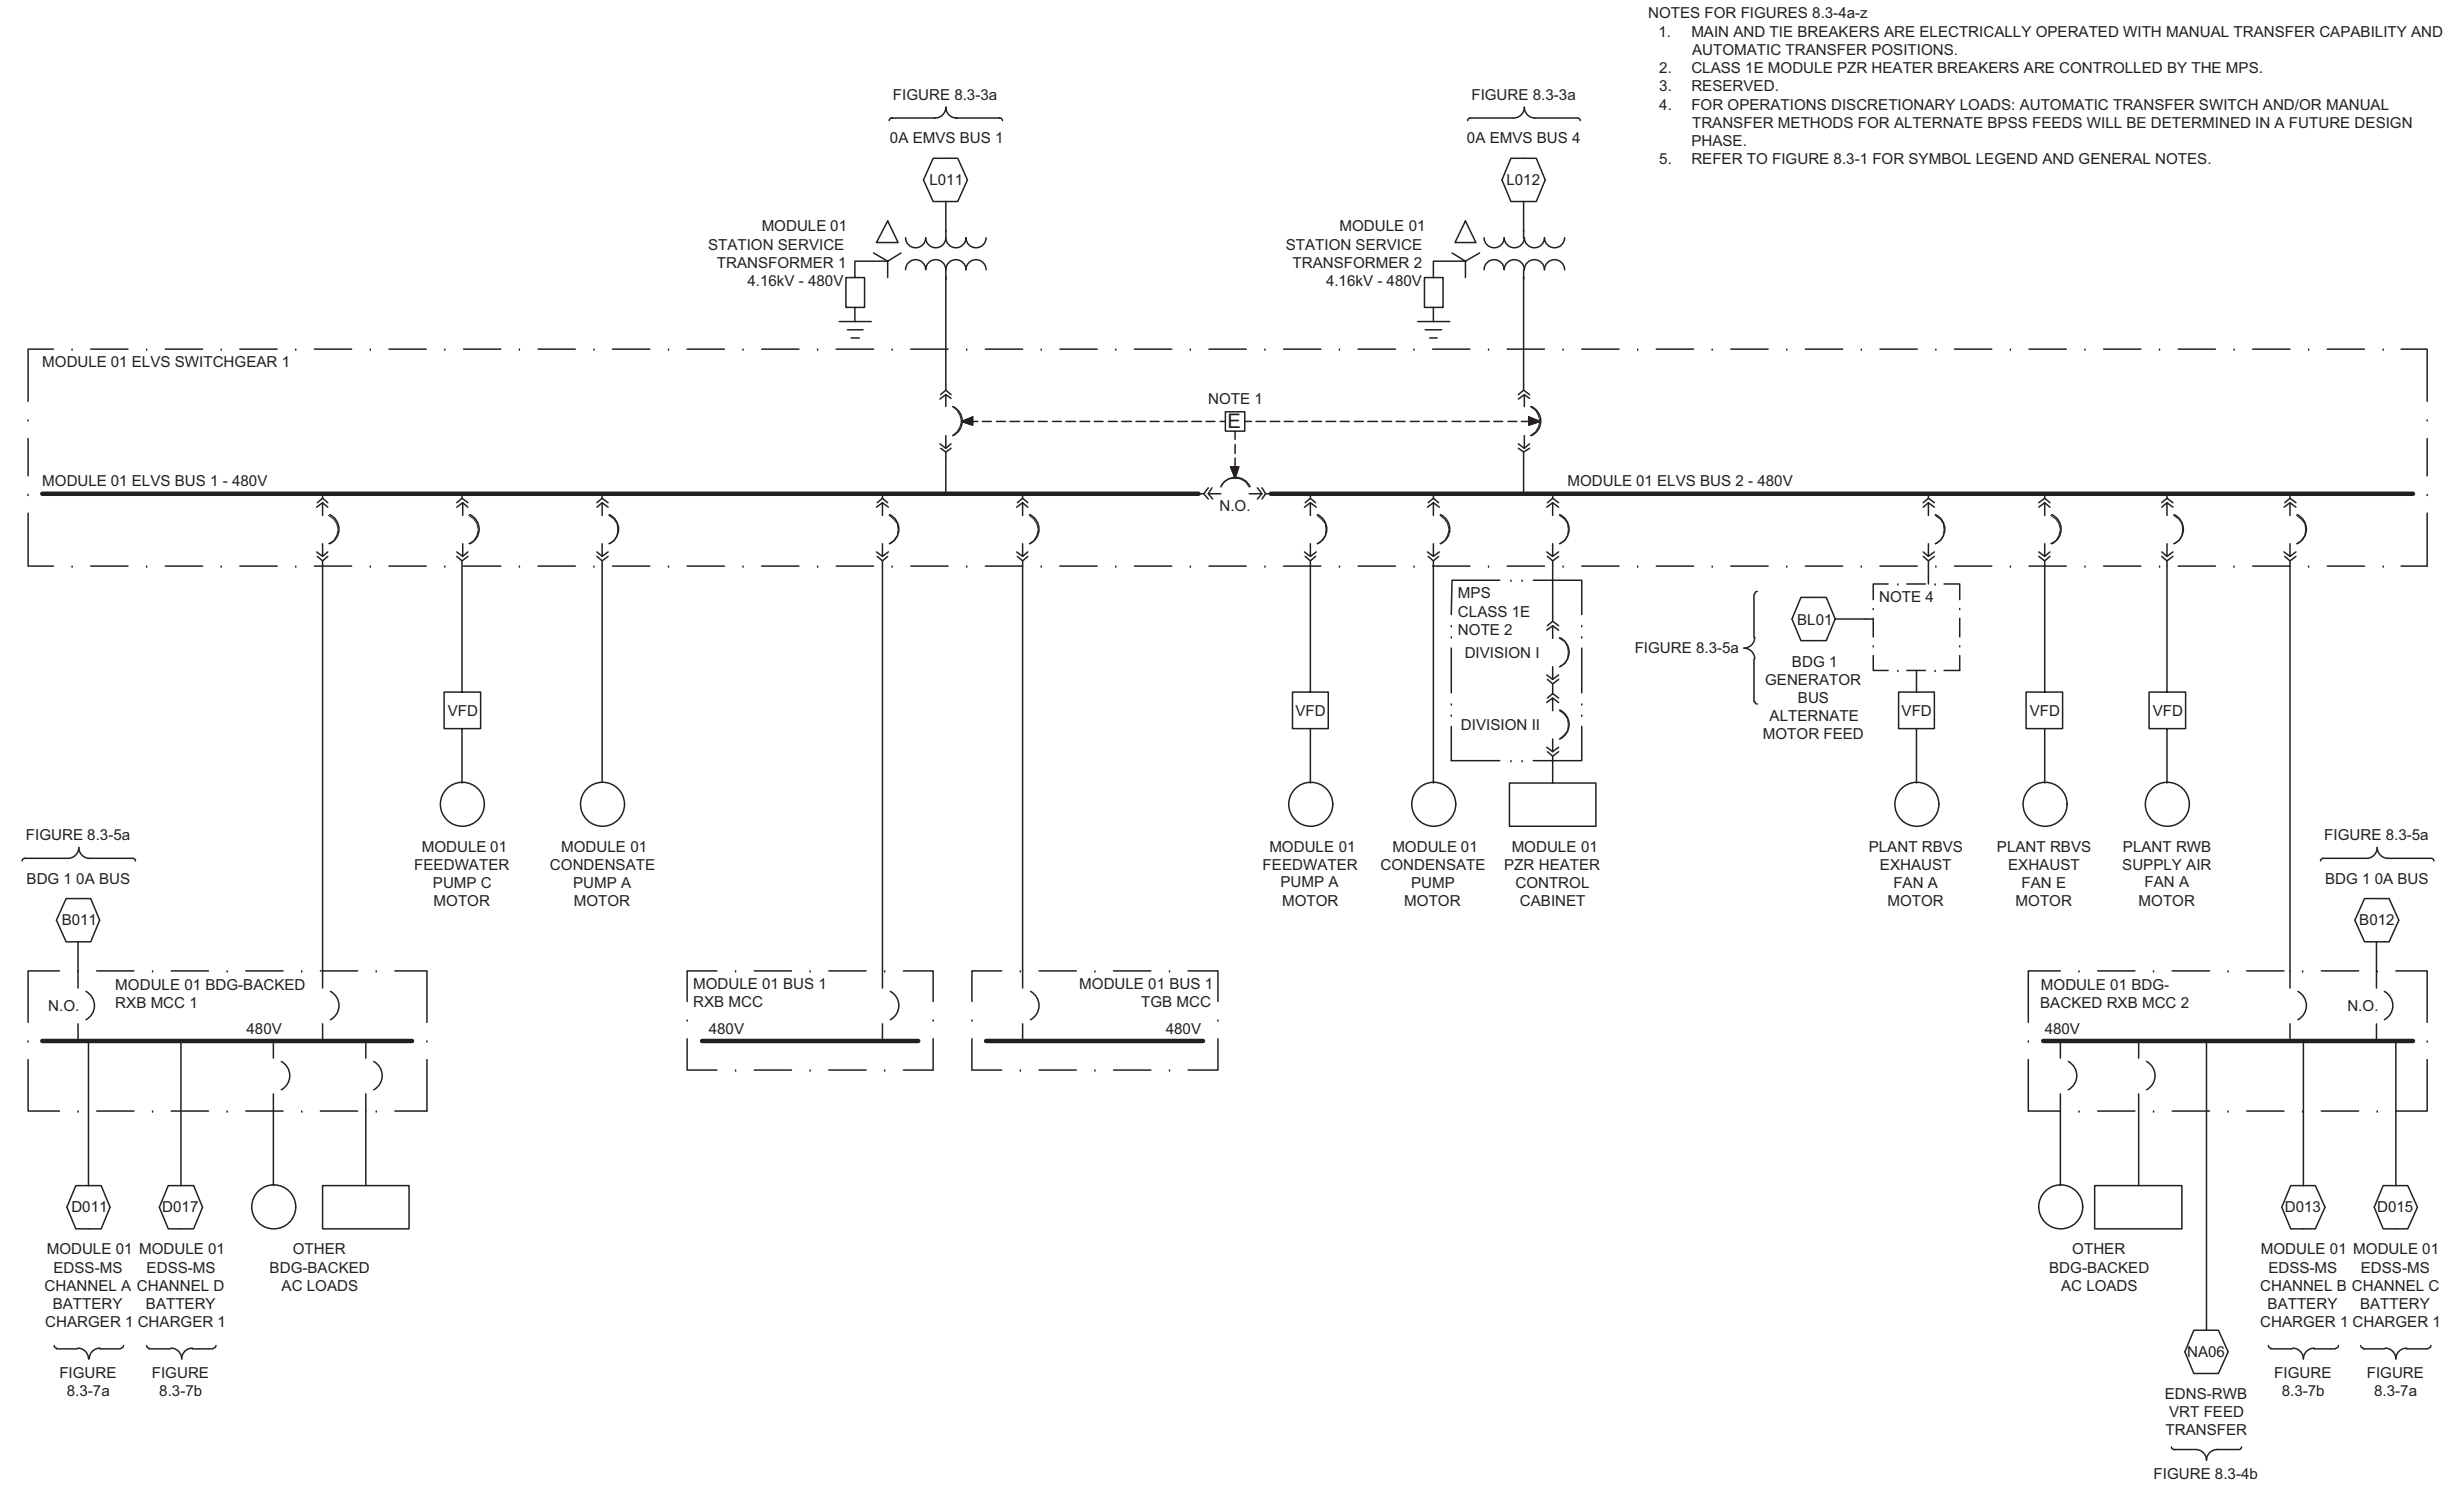 NOTES FOR FIGURES 8.3-4a-z
1. MAIN AND TIE BREAKERS ARE ELECTRICALLY OPERATED WITH MANUAL TRANSFER CAPABILITY AND
AUTOMATIC TRANSFER POSITIONS.
2. CLASS 1E MODULE PZR HEATER BREAKERS ARE CONTROLLED BY THE MPS.
3. RESERVED.
4. FOR OPERATIONS DISCRETIONARY LOADS: AUTOMATIC TRANSFER SWITCH AND/OR MANUAL
TRANSFER METHODS FOR ALTERNATE BPSS FEEDS WILL BE DETERMINED IN A FUTURE DESIGN
PHASE.
5. REFER TO FIGURE 8.3-1 FOR SYMBOL LEGEND AND GENERAL NOTES.
FIGURE 8.3-3a
0A EMVS BUS 1
L011
MODULE 01
STATION SERVICE
TRANSFORMER 1
4.16kV - 480V
FIGURE 8.3-3a
0A EMVS BUS 4
L012
MODULE 01
STATION SERVICE
TRANSFORMER 2
4.16kV - 480V
MODULE 01 ELVS SWITCHGEAR 1
NOTE 1
E
MODULE 01 ELVS BUS 1 - 480V
N.O.
MODULE 01 ELVS BUS 2 - 480V
VFD
MODULE 01
FEEDWATER
PUMP C
MOTOR
MODULE 01
CONDENSATE
PUMP A
MOTOR
VFD
MODULE 01
FEEDWATER
PUMP A
MOTOR
MODULE 01
CONDENSATE
PUMP
MOTOR
MPS
CLASS 1E
NOTE 2
DIVISION I
DIVISION II
MODULE 01
PZR HEATER
CONTROL
CABINET
FIGURE 8.3-5a
BL01
BDG 1
GENERATOR
BUS
ALTERNATE
MOTOR FEED
NOTE 4
VFD
PLANT RBVS
EXHAUST
FAN A
MOTOR
VFD
PLANT RBVS
EXHAUST
FAN E
MOTOR
VFD
PLANT RWB
SUPPLY AIR
FAN A
MOTOR
FIGURE 8.3-5a
BDG 1 0A BUS
B011
N.O.
MODULE 01 BDG-BACKED
RXB MCC 1
480V
D011
MODULE 01
EDSS-MS
CHANNEL A
BATTERY
CHARGER 1
FIGURE
8.3-7a
D017
MODULE 01
EDSS-MS
CHANNEL D
BATTERY
CHARGER 1
FIGURE
8.3-7b
OTHER
BDG-BACKED
AC LOADS
MODULE 01 BUS 1
RXB MCC
480V
MODULE 01 BUS 1
TGB MCC
480V
FIGURE 8.3-5a
BDG 1 0A BUS
B012
MODULE 01 BDG-
BACKED RXB MCC 2
N.O.
480V
OTHER
BDG-BACKED
AC LOADS
NA06
EDNS-RWB
VRT FEED
TRANSFER
FIGURE 8.3-4b
D013
MODULE 01
EDSS-MS
CHANNEL B
BATTERY
CHARGER 1
FIGURE
8.3-7b
D015
MODULE 01
EDSS-MS
CHANNEL C
BATTERY
CHARGER 1
FIGURE
8.3-7a